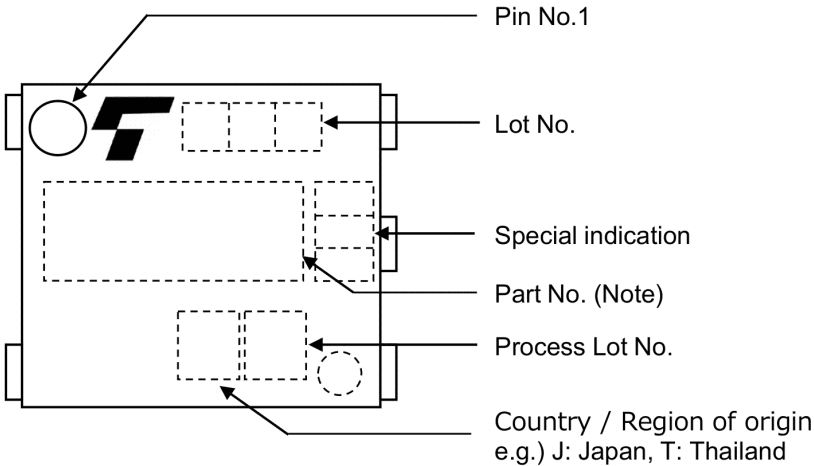 Pin No.1
Lot No.
Special indication
Part No. (Note)
Process Lot No.
Country / Region of origin
e.g.) J: Japan, T: Thailand